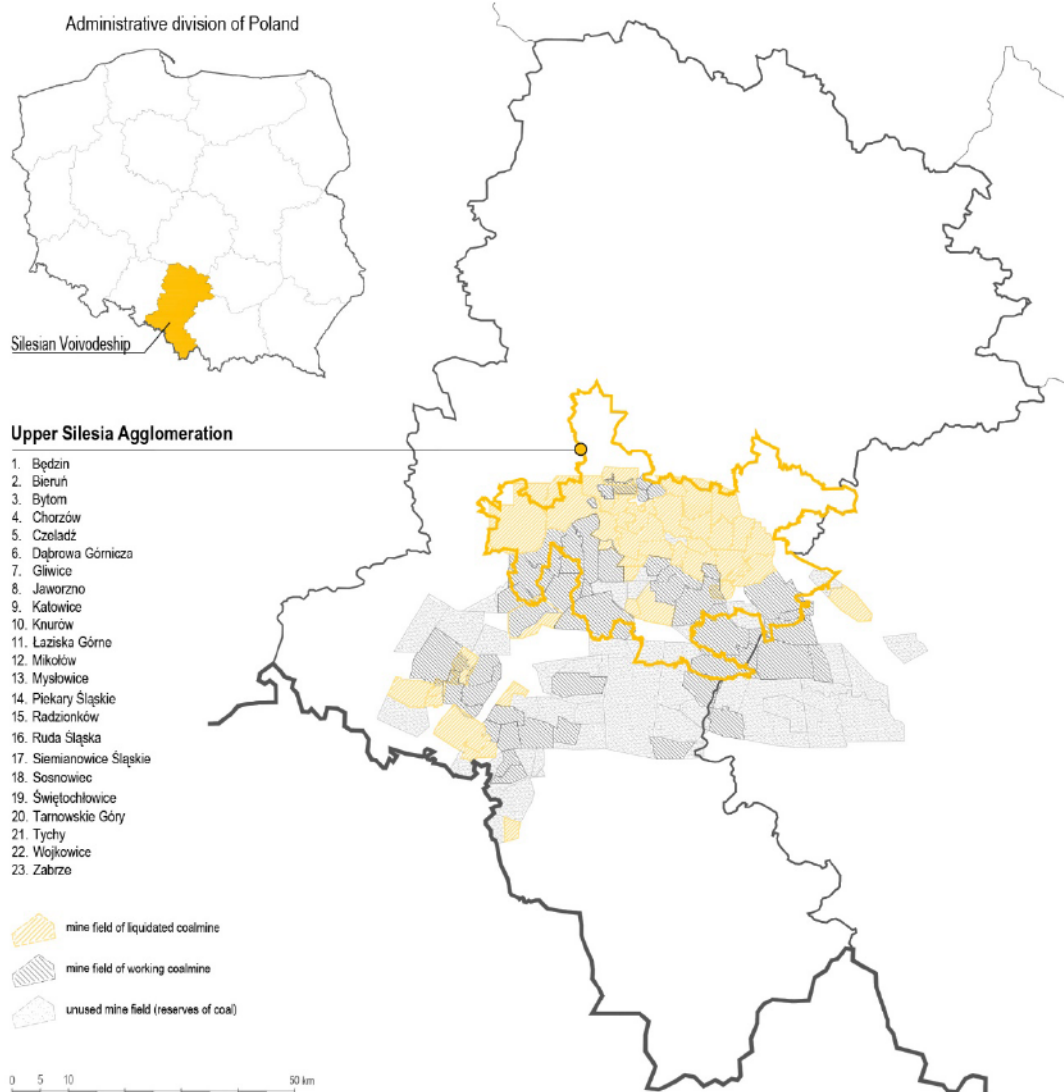 Administrative division of Poland
Silesian Voivodeship
Upper Silesia Agglomeration
1. Będzin
2. Bieruń
3. Bytom
4. Chorzów
5. Czeladź
6. Dąbrowa Górnicza
7. Gliwice
8. Jaworzno
9. Katowice
10. Knurów
11. Łaziska Górne
12. Mikołów
13. Mysłowice
14. Piekary Śląskie
15. Radzionków
16. Ruda Śląska
17. Siemianowice Śląskie
18. Sosnowiec
19. Świętochłowice
20. Tarnowskie Góry
21. Tychy
22. Wojkowice
23. Zabrze
mine field of liquidated coalmine
mine field of working coalmine
unused mine field (reserves of coal)
0 5 10 50 km